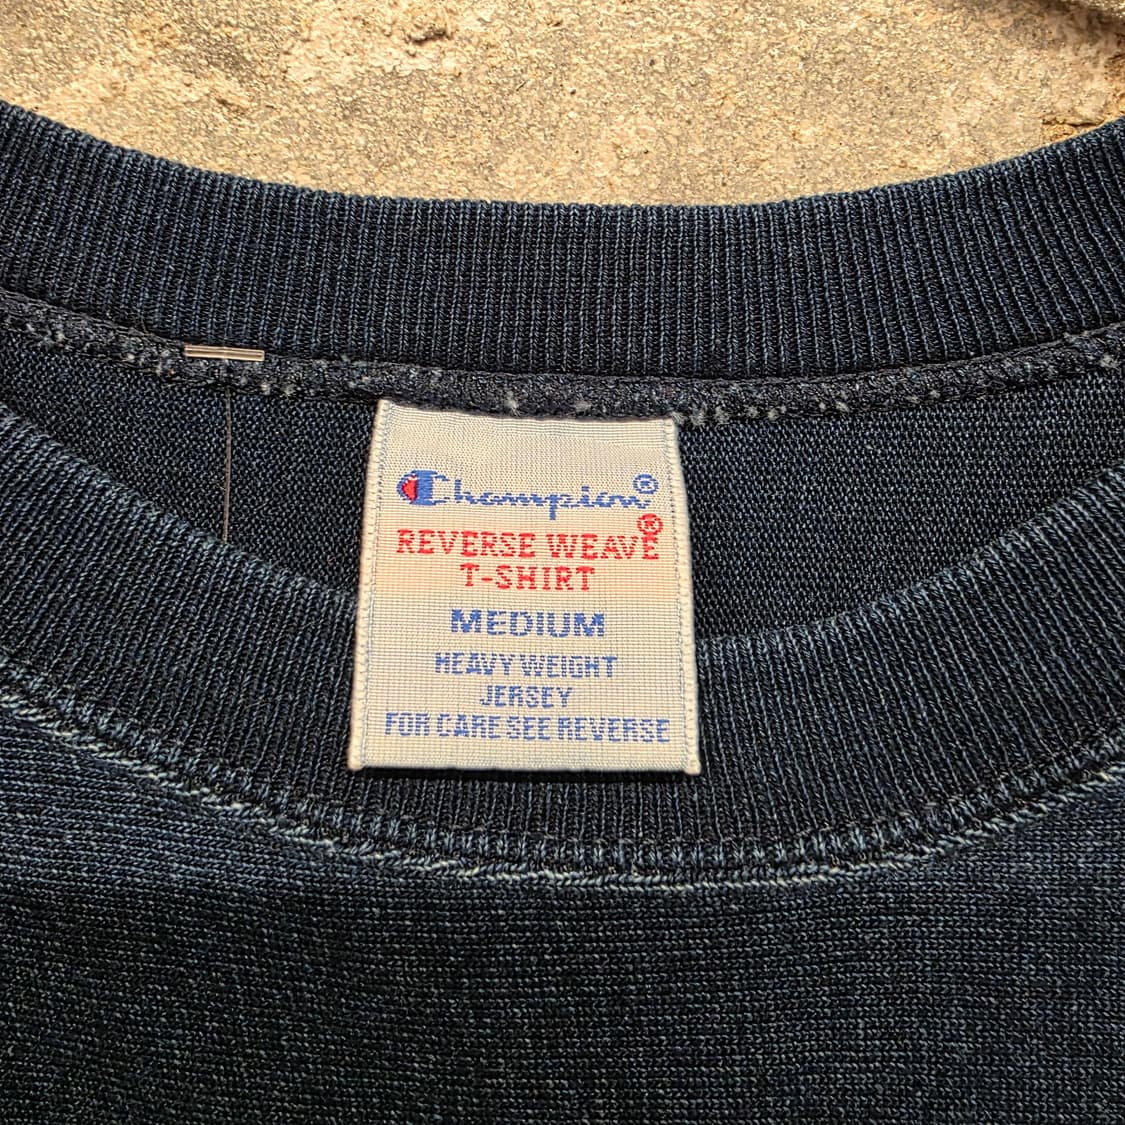 Champion®
REVERSE WEAVE®
T-SHIRT
MEDIUM
HEAVY WEIGHT
JERSEY
FOR CARE SEE REVERSE